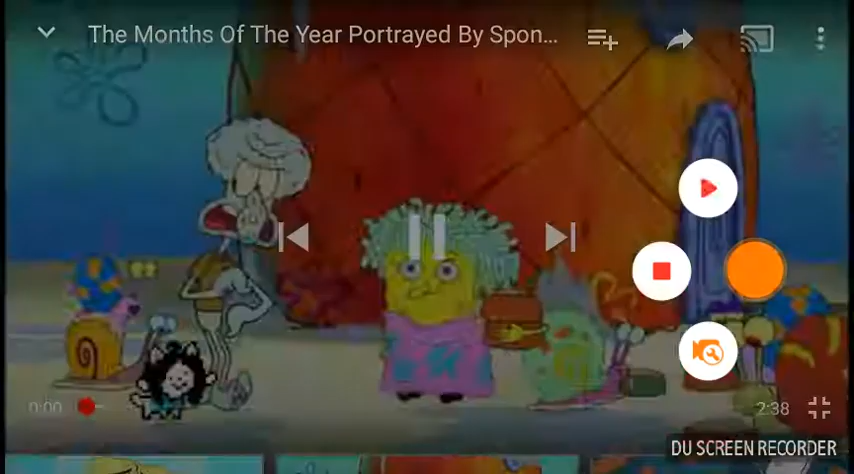 The Months Of The Year Portrayed By Spon...
0:00
2:38
DU SCREEN RECORDER